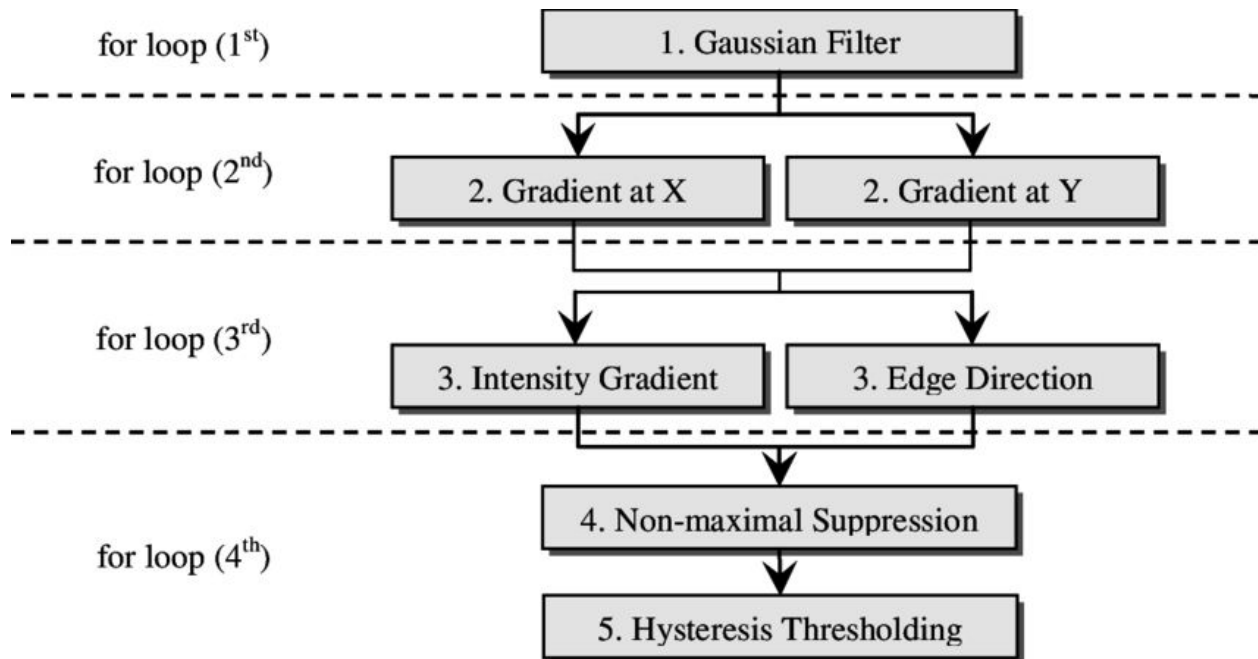 for loop (1st)
1. Gaussian Filter
for loop (2nd)
2. Gradient at X
2. Gradient at Y
for loop (3rd)
3. Intensity Gradient
3. Edge Direction
for loop (4th)
4. Non-maximal Suppression
5. Hysteresis Thresholding